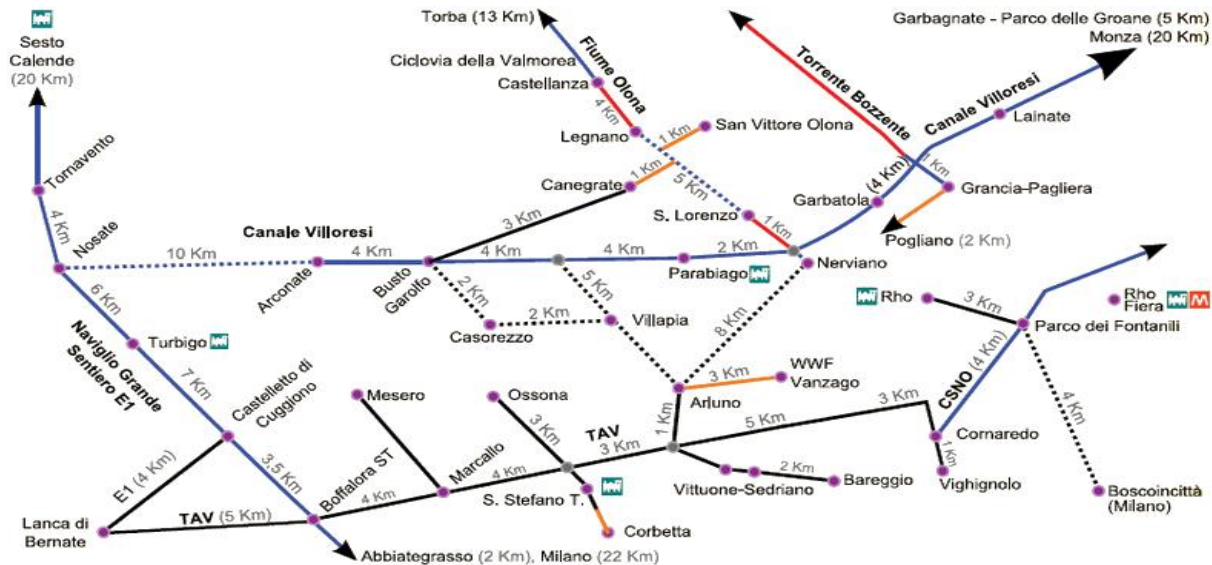 Torba (13 Km)
Garbagnate - Parco delle Groane (5 Km)
Monza (20 Km)
Sesto
Calende
(20 Km)
Ciclovia della Valmorea
Castellanza
Fiume Olona
4 Km
Legnano
Torrente Bozzente
Canale Villoresi
Lainate
1 Km
San Vittore Olona
1 Km
Canegrate
5 Km
3 Km
Tornavento
4 Km
Nosate
Garbatola
(4 Km)
1 Km
Grancia-Pagliera
Pogliano (2 Km)
S. Lorenzo
1 Km
Nerviano
10 Km
Canale Villoresi
4 Km
4 Km
4 Km
2 Km
Arconate
Busto
Garolfo
Parabiago
2 Km
Casorezzo
2 Km
5 Km
Villapia
8 Km
6 Km
Turbigo
Naviglio Grande
Sentiero E1
7 Km
Castelletto di
Cuggiono
Rho
3 Km
Rho
Fiera
M
Parco dei Fontanili
CSNO (4 Km)
4 Km
Mesero
Ossona
3 Km
Arluno
3 Km
WWF
Vanzago
1 Km
5 Km
3 Km
Cornaredo
1 Km
Vighignolo
Boscoincittà
(Milano)
E1 (4 Km)
3,5 Km
Boffalora ST
4 Km
Marcallo
4 Km
TAV
3 Km
S. Stefano T.
Corbetta
Vittuone-Sedriano
2 Km
Bareggio
Lanca di
Bernate
TAV (5 Km)
Abbiategrasso (2 Km), Milano (22 Km)